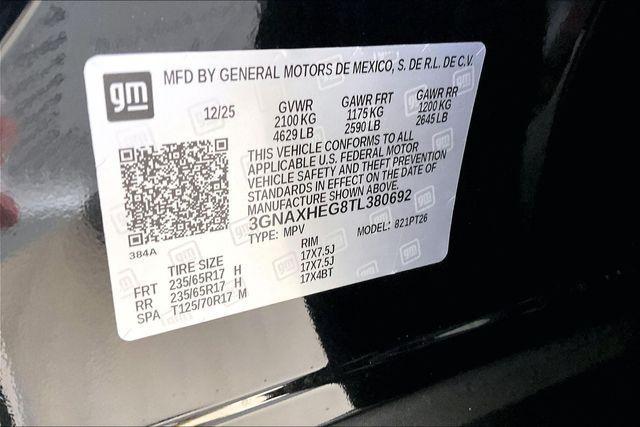 gm MFD BY GENERAL MOTORS DE MEXICO, S. DE R.L. DE C.V.
12/25 GVWR GAWR FRT GAWR RR
2100 KG 1175 KG 1200 KG
4629 LB 2590 LB 2645 LB
THIS VEHICLE CONFORMS TO ALL
APPLICABLE U.S. FEDERAL MOTOR
VEHICLE SAFETY AND THEFT PREVENTION
STANDARDS IN EFFECT ON THE DATE OF
MANUFACTURE SHOWN ABOVE.
3GNAXHEG8TL380692
TYPE: MPV MODEL: 821PT26
384A
TIRE SIZE RIM
FRT 235/65R17 H 17X7.5J
RR 235/65R17 H 17X7.5J
SPA T125/70R17 M 17X4BT